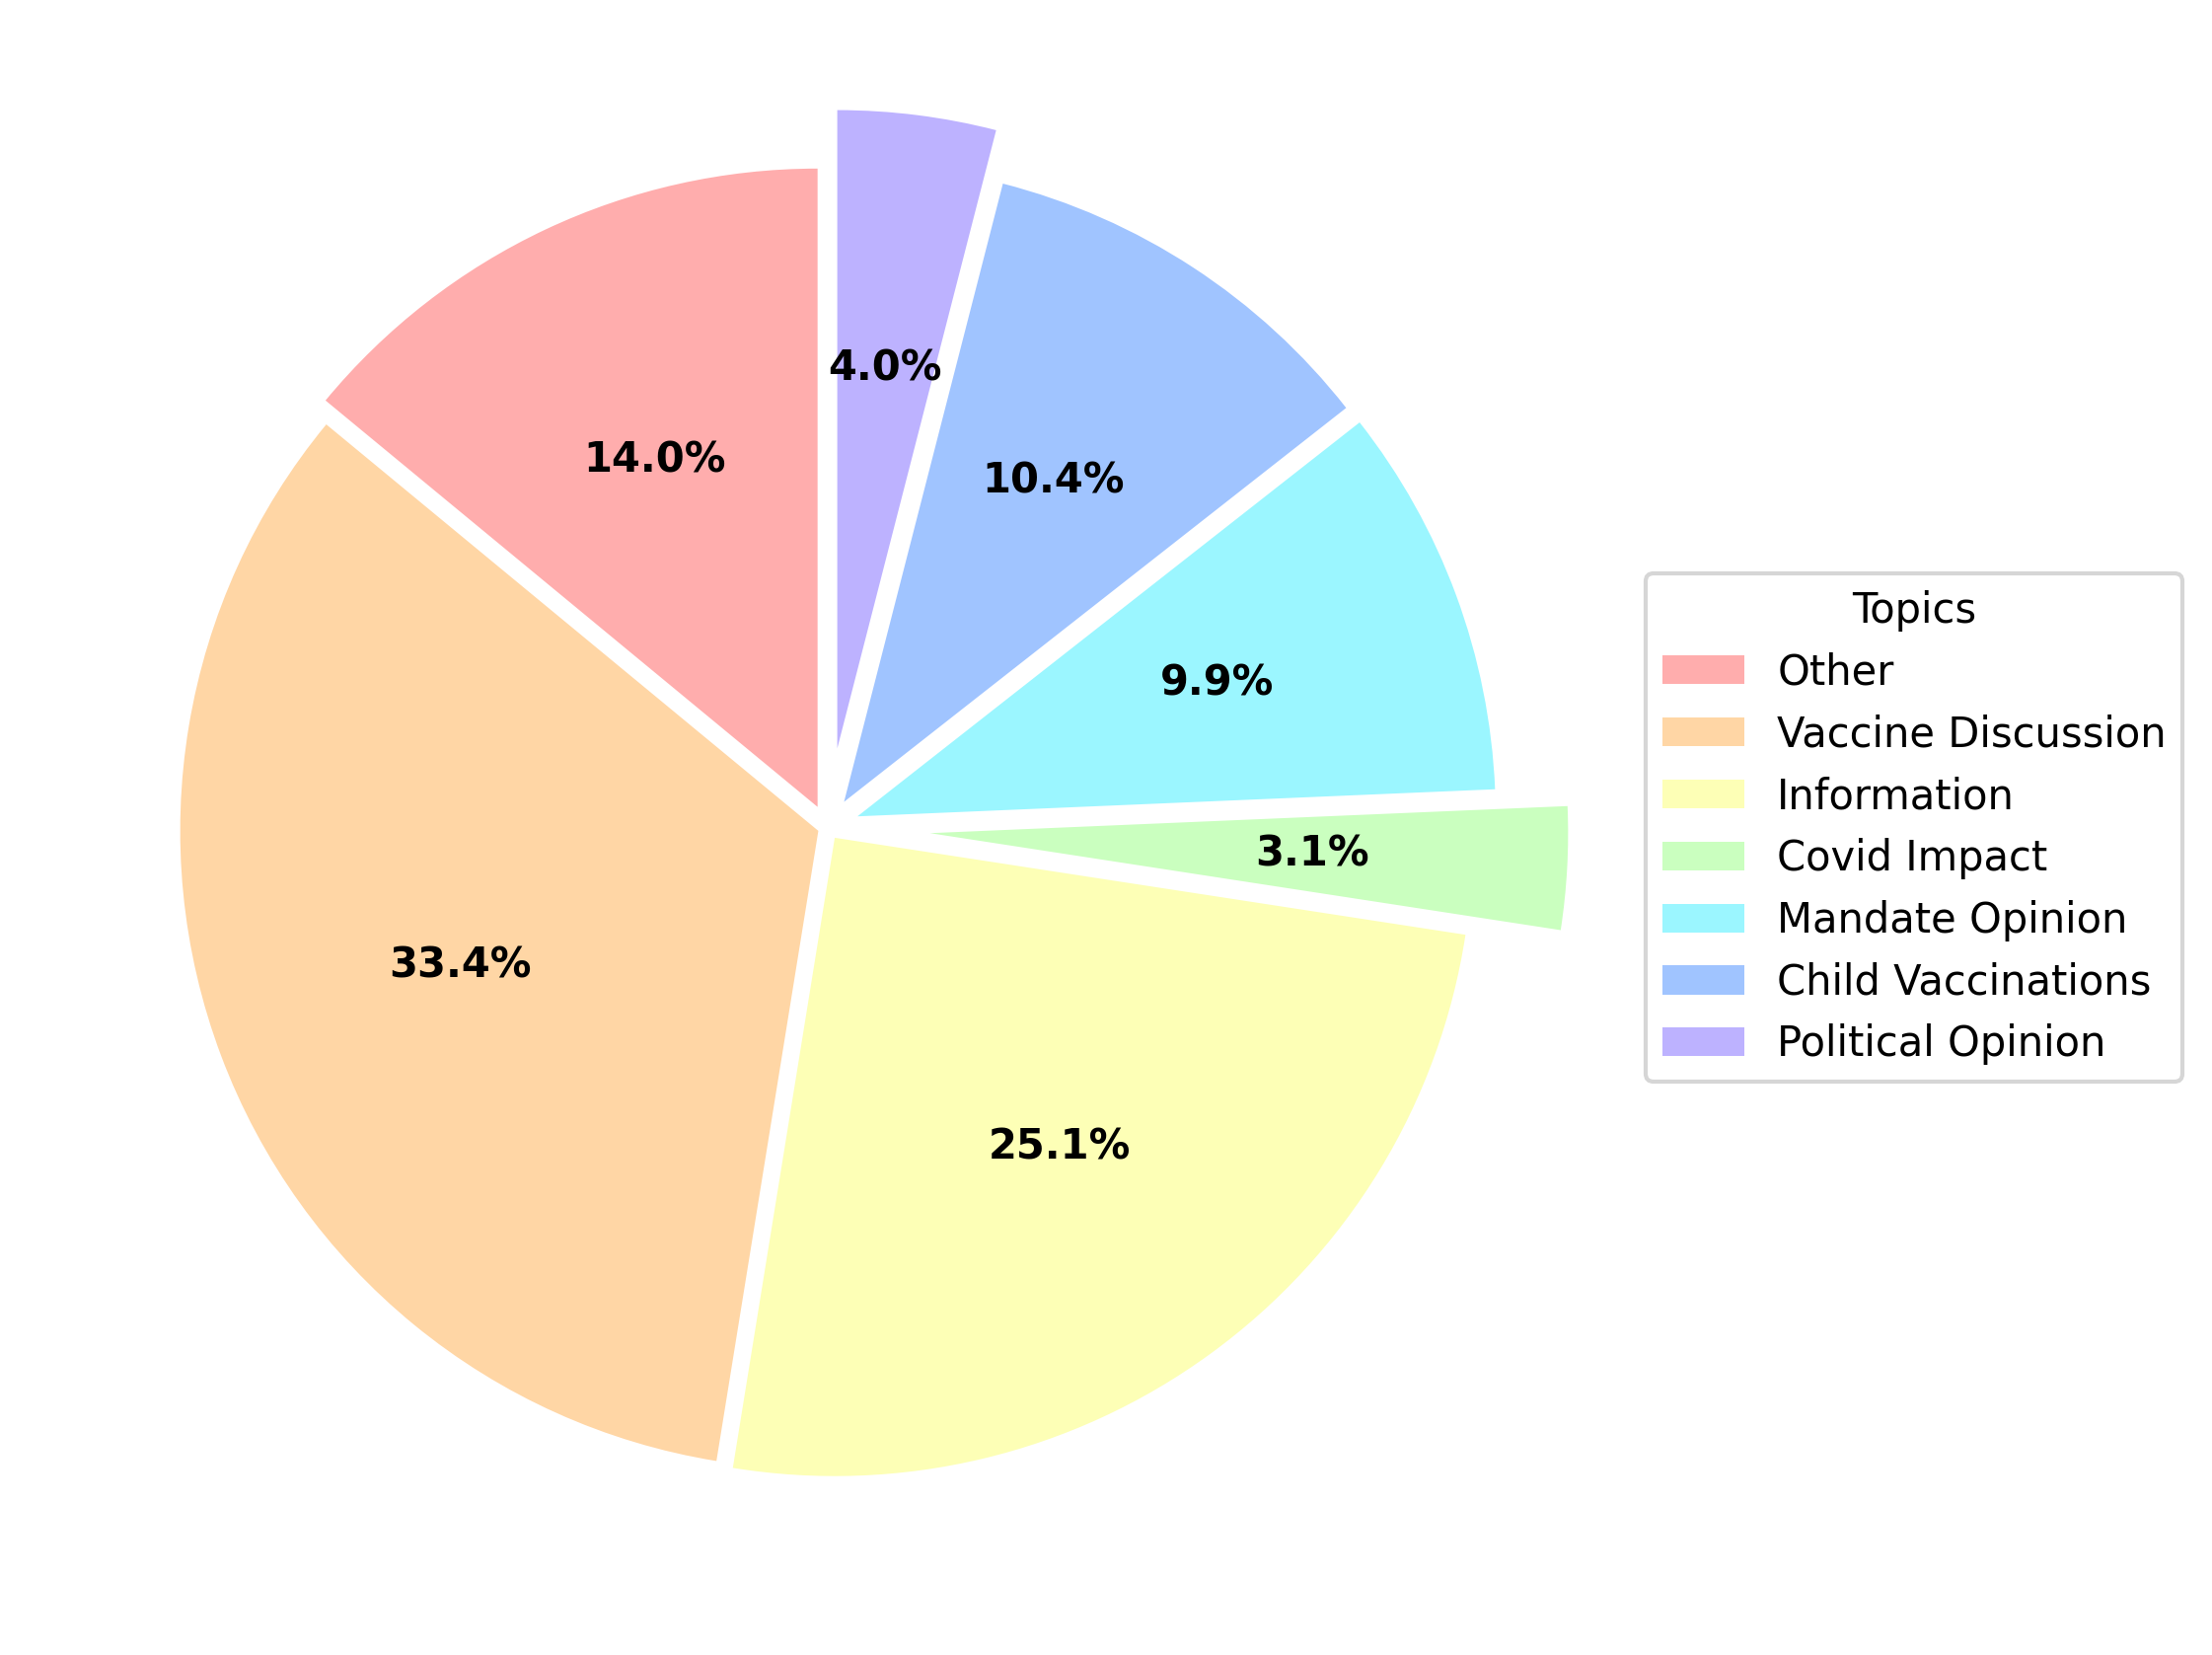 4.0%
14.0%
10.4%
9.9%
3.1%
33.4%
25.1%
Topics
Other
Vaccine Discussion
Information
Covid Impact
Mandate Opinion
Child Vaccinations
Political Opinion